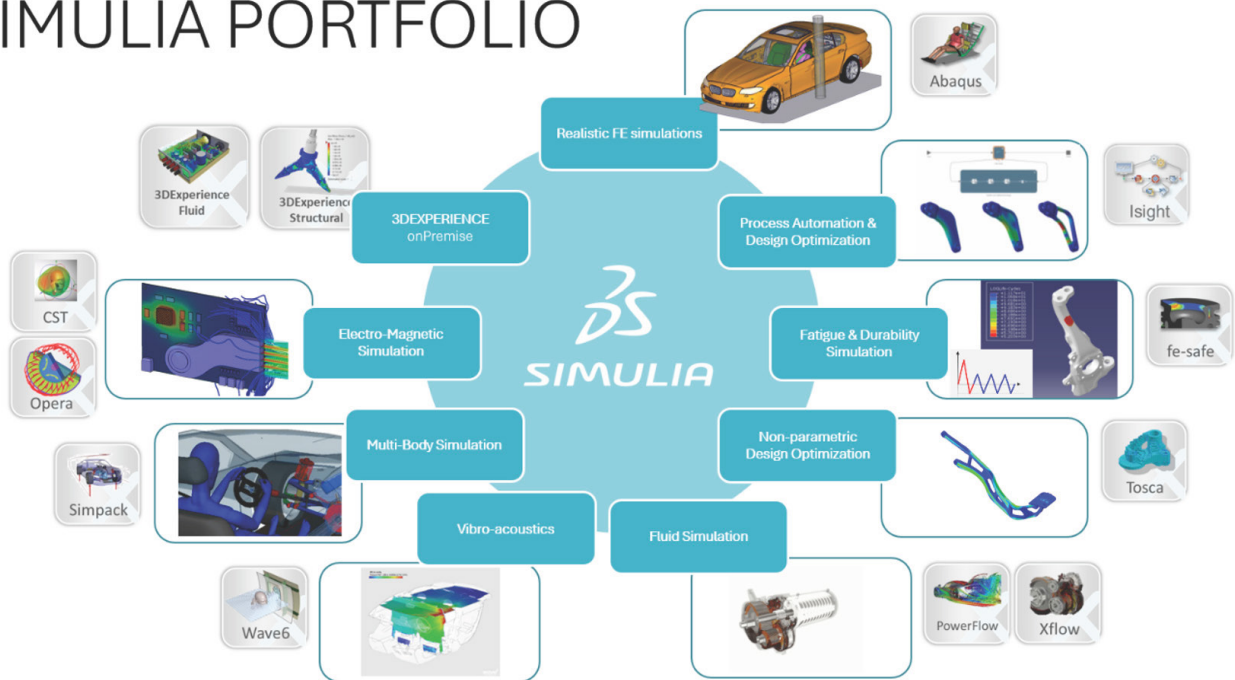 IMULIA PORTFOLIO
Abaqus
Realistic FE simulations
3DExperience
Fluid
3DExperience
Structural
3DEXPERIENCE
onPremise
Process Automation &
Design Optimization
Isight
CST
Opera
Electro-Magnetic
Simulation
3S
SIMULIA
Fatigue & Durability
Simulation
fe-safe
Multi-Body Simulation
Simpack
Non-parametric
Design Optimization
Tosca
Vibro-acoustics
Fluid Simulation
Wave6
PowerFlow
Xflow